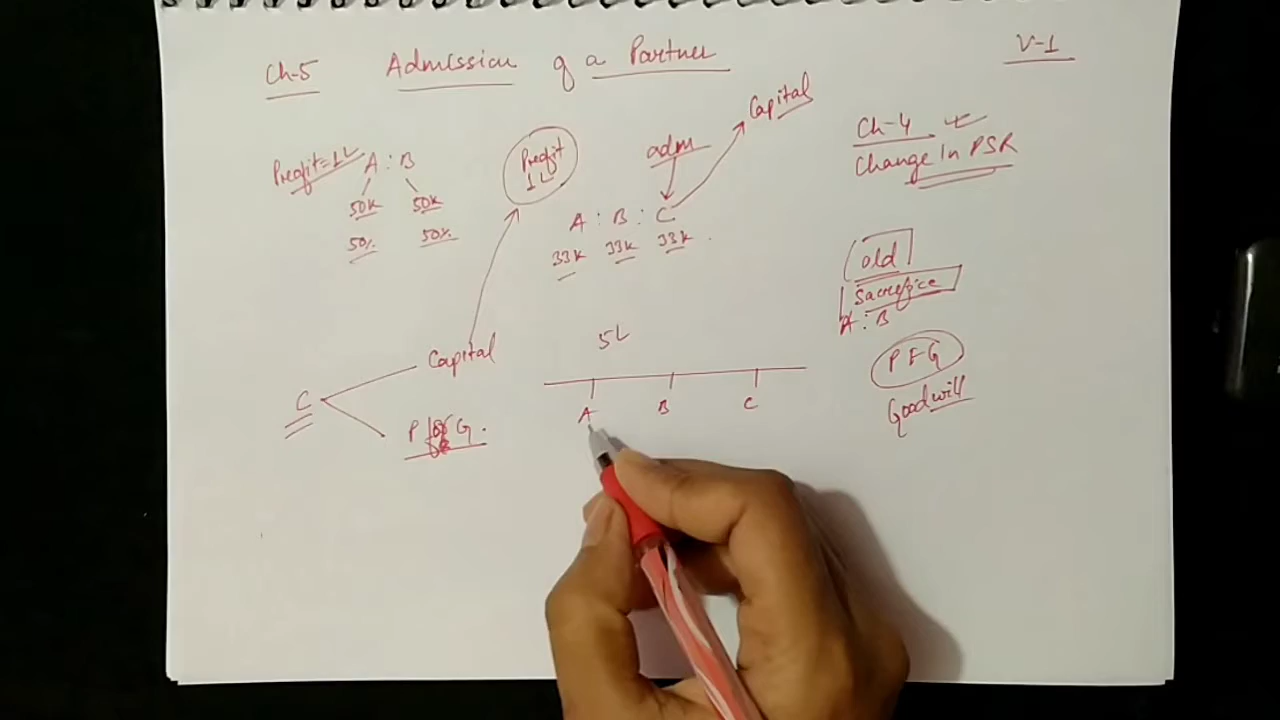 Ch-5 Admission of a Partner V-1
Profit=1L A : B
50K 50K
50% 50%
Profit
1L
adm
Capital
A : B : C
33K 33K 33K
Ch-4
Change In PSR
old
Sacrifice
A : B
PFG
Goodwill
5L
A B C
C
Capital
P G.